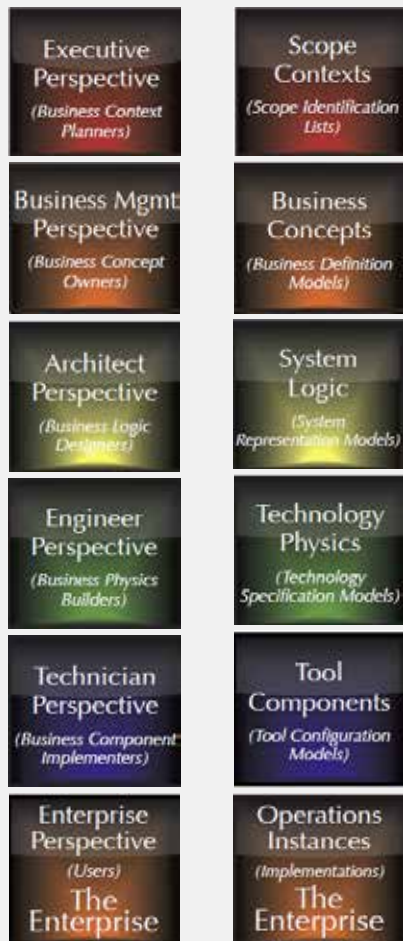 Executive
Perspective
(Business Context
Planners)
Scope
Contexts
(Scope Identification
Lists)
Business Mgmt
Perspective
(Business Concept
Owners)
Business
Concepts
(Business Definition
Models)
Architect
Perspective
(Business Logic
Designers)
System
Logic
(System
Representation Models)
Engineer
Perspective
(Business Physics
Builders)
Technology
Physics
(Technology
Specification Models)
Technician
Perspective
(Business Component
Implementers)
Tool
Components
(Tool Configuration
Models)
Enterprise
Perspective
(Users)
The
Enterprise
Operations
Instances
(Implementations)
The
Enterprise